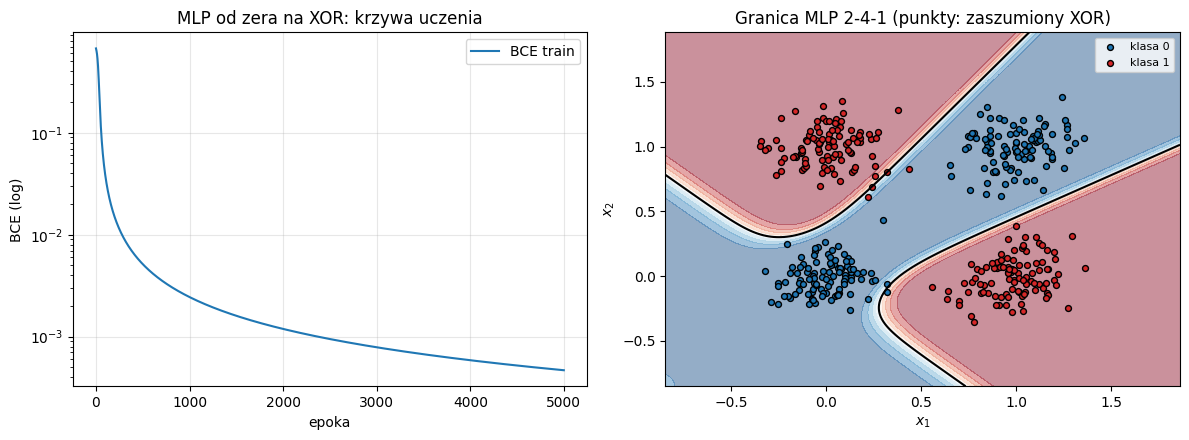 MLP od zera na XOR: krzywa uczenia
BCE train
10⁻¹
10⁻²
10⁻³
BCE (log)
0 1000 2000 3000 4000 5000
epoka
Granica MLP 2-4-1 (punkty: zaszumiony XOR)
klasa 0
klasa 1
1.5
1.0
0.5
0.0
−0.5
x₂
−0.5 0.0 0.5 1.0 1.5
x₁